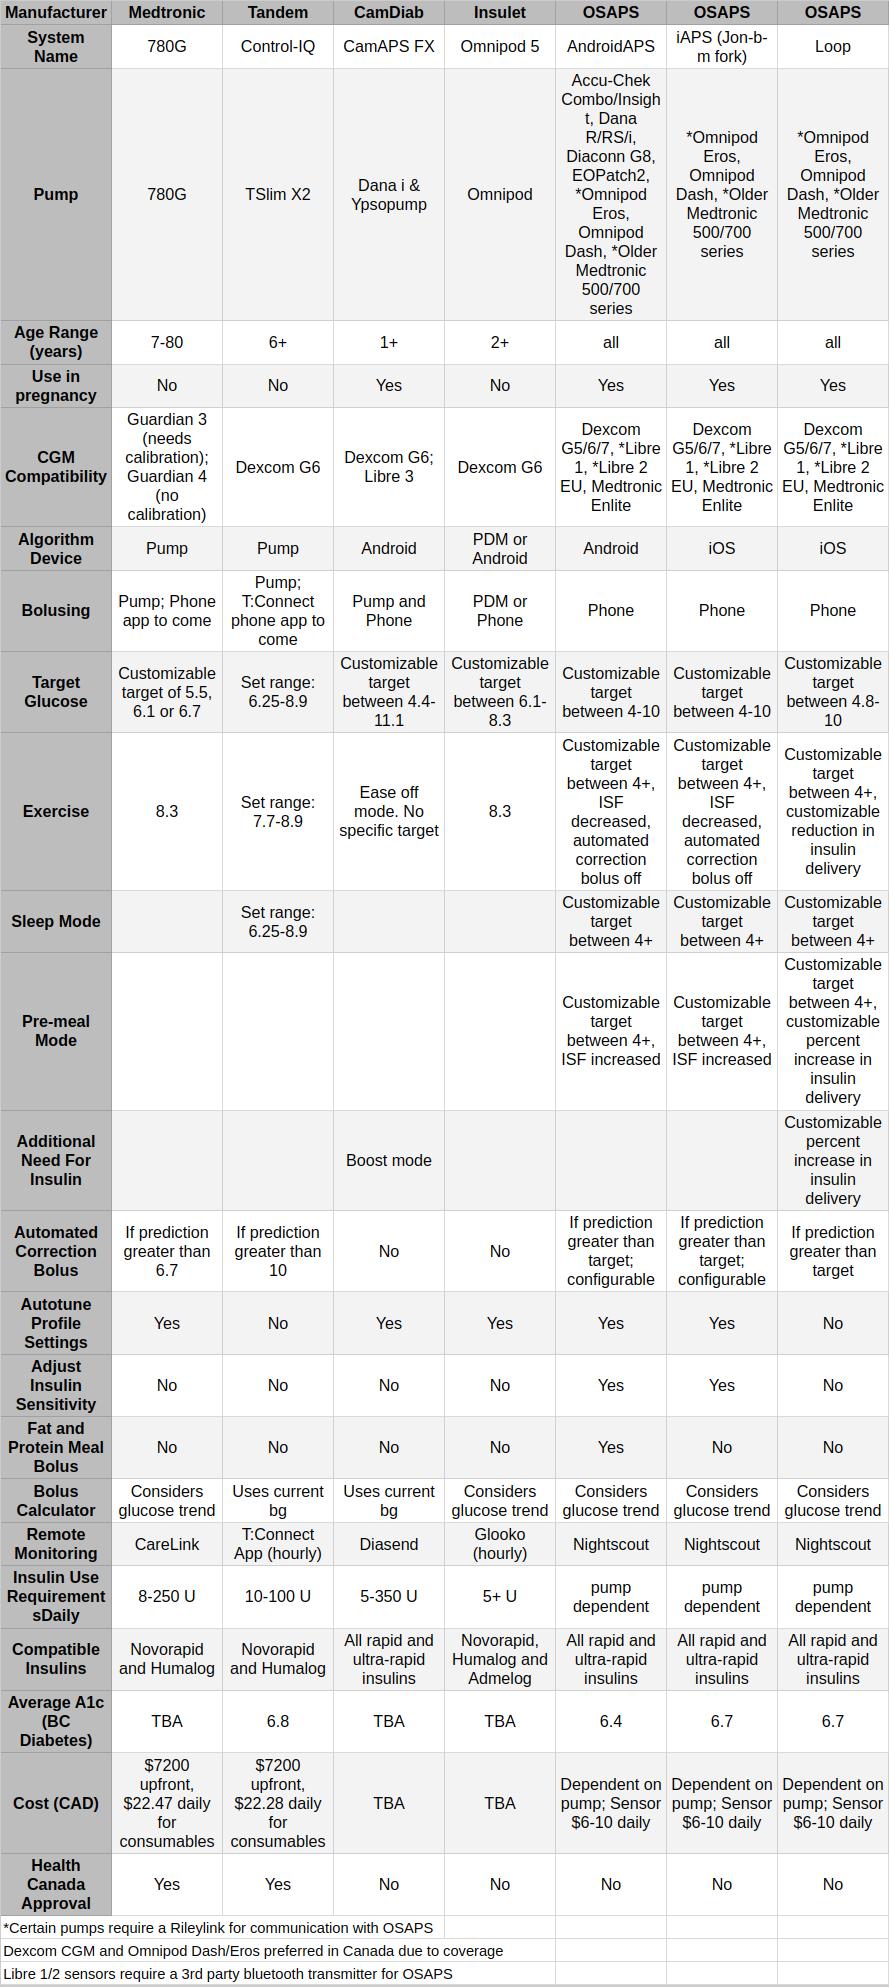 Manufacturer Medtronic Tandem CamDiab Insulet OSAPS OSAPS OSAPS
System Name 780G Control-IQ CamAPS FX Omnipod 5 AndroidAPS iAPS (Jon-b-m fork) Loop
Pump 780G TSlim X2 Dana i & Ypsopump Omnipod Accu-Chek Combo/Insight, Dana R/RS/i, Diaconn G8, EOPatch2, *Omnipod Eros, Omnipod Dash, *Older Medtronic 500/700 series *Omnipod Eros, Omnipod Dash, *Older Medtronic 500/700 series *Omnipod Eros, Omnipod Dash, *Older Medtronic 500/700 series
Age Range (years) 7-80 6+ 1+ 2+ all all all
Use in pregnancy No No Yes No Yes Yes Yes
CGM Compatibility Guardian 3 (needs calibration); Guardian 4 (no calibration) Dexcom G6 Dexcom G6; Libre 3 Dexcom G6 Dexcom G5/6/7, *Libre 1, *Libre 2 EU, Medtronic Enlite Dexcom G5/6/7, *Libre 1, *Libre 2 EU, Medtronic Enlite Dexcom G5/6/7, *Libre 1, *Libre 2 EU, Medtronic Enlite
Algorithm Device Pump Pump Android PDM or Android Android iOS iOS
Bolusing Pump; Phone app to come Pump; T:Connect phone app to come Pump and Phone PDM or Phone Phone Phone Phone
Target Glucose Customizable target of 5.5, 6.1 or 6.7 Set range: 6.25-8.9 Customizable target between 4.4-11.1 Customizable target between 6.1-8.3 Customizable target between 4-10 Customizable target between 4-10 Customizable target between 4.8-10
Exercise 8.3 Set range: 7.7-8.9 Ease off mode. No specific target 8.3 Customizable target between 4+, ISF decreased, automated correction bolus off Customizable target between 4+, ISF decreased, automated correction bolus off Customizable target between 4+, customizable reduction in insulin delivery
Sleep Mode Set range: 6.25-8.9 Customizable target between 4+ Customizable target between 4+ Customizable target between 4+
Pre-meal Mode Customizable target between 4+, ISF increased Customizable target between 4+, ISF increased Customizable target between 4+, customizable percent increase in insulin delivery
Additional Need For Insulin Boost mode Customizable percent increase in insulin delivery
Automated Correction Bolus If prediction greater than 6.7 If prediction greater than 10 No No If prediction greater than target; configurable If prediction greater than target; configurable If prediction greater than target
Autotune Profile Settings Yes No Yes Yes Yes Yes No
Adjust Insulin Sensitivity No No No No Yes Yes No
Fat and Protein Meal Bolus No No No No Yes No No
Bolus Calculator Considers glucose trend Uses current bg Uses current bg Considers glucose trend Considers glucose trend Considers glucose trend Considers glucose trend
Remote Monitoring CareLink T:Connect App (hourly) Diasend Glooko (hourly) Nightscout Nightscout Nightscout
Insulin Use RequirementsDaily 8-250 U 10-100 U 5-350 U 5+ U pump dependent pump dependent pump dependent
Compatible Insulins Novorapid and Humalog Novorapid and Humalog All rapid and ultra-rapid insulins Novorapid, Humalog and Admelog All rapid and ultra-rapid insulins All rapid and ultra-rapid insulins All rapid and ultra-rapid insulins
Average A1c (BC Diabetes) TBA 6.8 TBA TBA 6.4 6.7 6.7
Cost (CAD) $7200 upfront, $22.47 daily for consumables $7200 upfront, $22.28 daily for consumables TBA TBA Dependent on pump; Sensor $6-10 daily Dependent on pump; Sensor $6-10 daily Dependent on pump; Sensor $6-10 daily
Health Canada Approval Yes Yes No No No No No
*Certain pumps require a Rileylink for communication with OSAPS
Dexcom CGM and Omnipod Dash/Eros preferred in Canada due to coverage
Libre 1/2 sensors require a 3rd party bluetooth transmitter for OSAPS